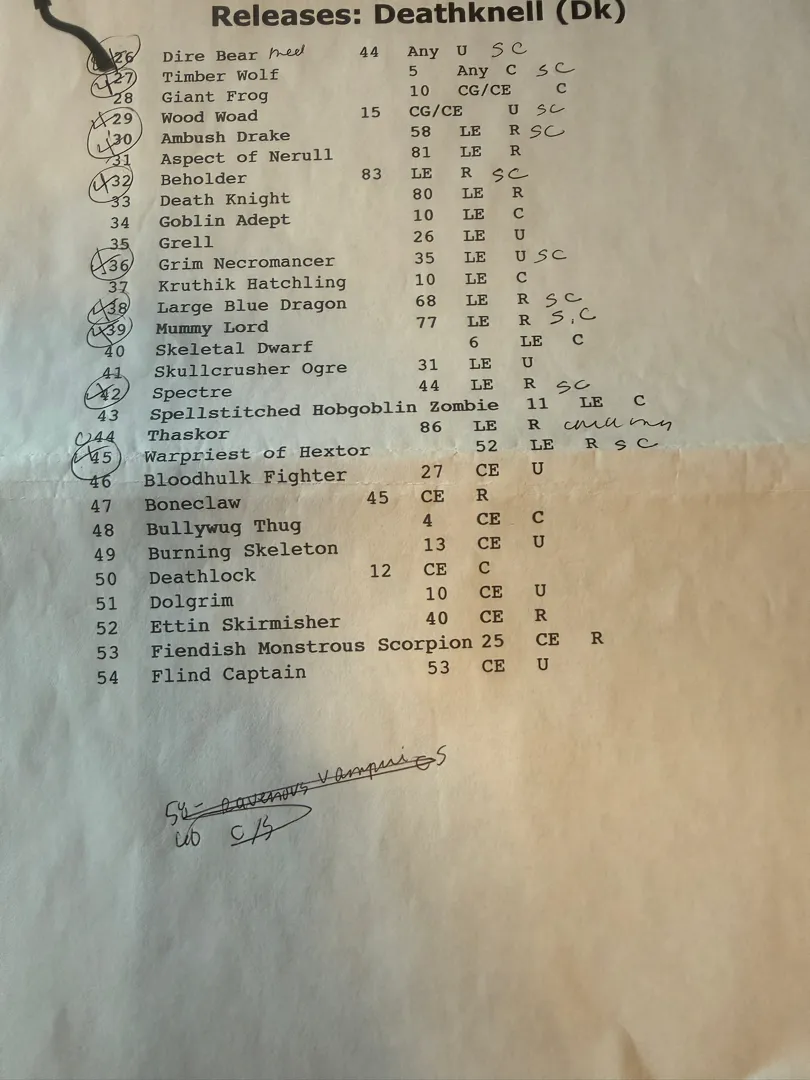 Releases: Deathknell (Dk)
26 Dire Bear med 44 Any U SC
27 Timber Wolf 5 Any C SC
28 Giant Frog 10 CG/CE C
29 Wood Woad 15 CG/CE U SC
30 Ambush Drake 58 LE R SC
31 Aspect of Nerull 81 LE R
32 Beholder 83 LE R SC
33 Death Knight 80 LE R
34 Goblin Adept 10 LE C
35 Grell 26 LE U
36 Grim Necromancer 35 LE U SC
37 Kruthik Hatchling 10 LE C
38 Large Blue Dragon 68 LE R SC
39 Mummy Lord 77 LE R S.C
40 Skeletal Dwarf 6 LE C
41 Skullcrusher Ogre 31 LE U
42 Spectre 44 LE R SC
43 Spellstitched Hobgoblin Zombie 11 LE C
44 Thaskor 86 LE R
45 Warpriest of Hextor 52 LE R SC
46 Bloodhulk Fighter 27 CE U
47 Boneclaw 45 CE R
48 Bullywug Thug 4 CE C
49 Burning Skeleton 13 CE U
50 Deathlock 12 CE C
51 Dolgrim 10 CE U
52 Ettin Skirmisher 40 CE R
53 Fiendish Monstrous Scorpion 25 CE R
54 Flind Captain 53 CE U
C/S